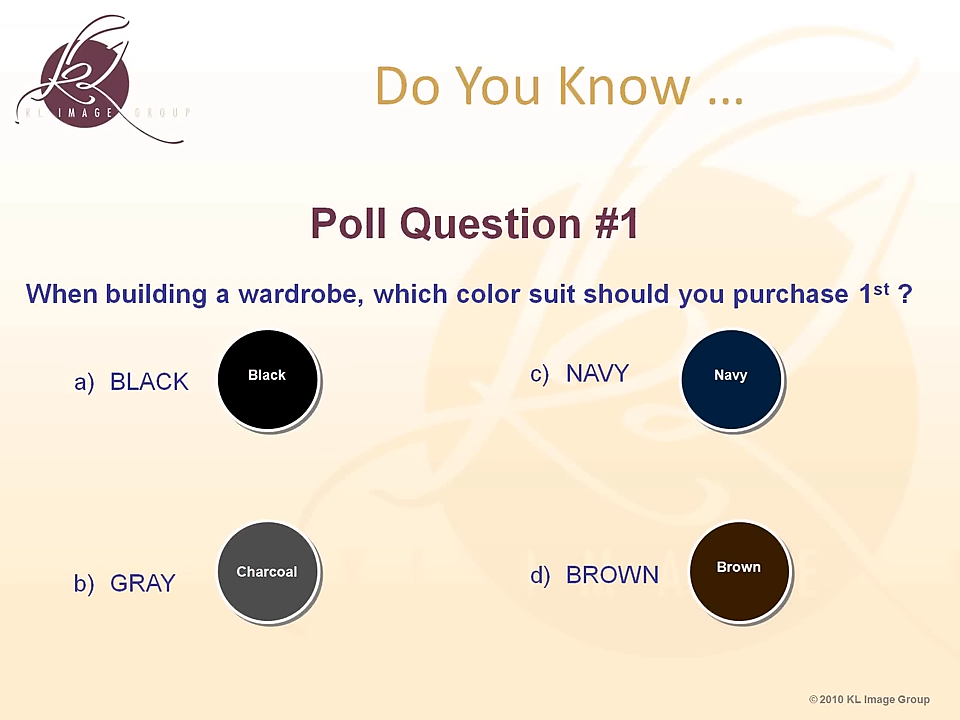 KL IMAGE GROUP
Do You Know ...
Poll Question #1
When building a wardrobe, which color suit should you purchase 1st ?
a) BLACK
Black
c) NAVY
Navy
b) GRAY
Charcoal
d) BROWN
Brown
© 2010 KL Image Group